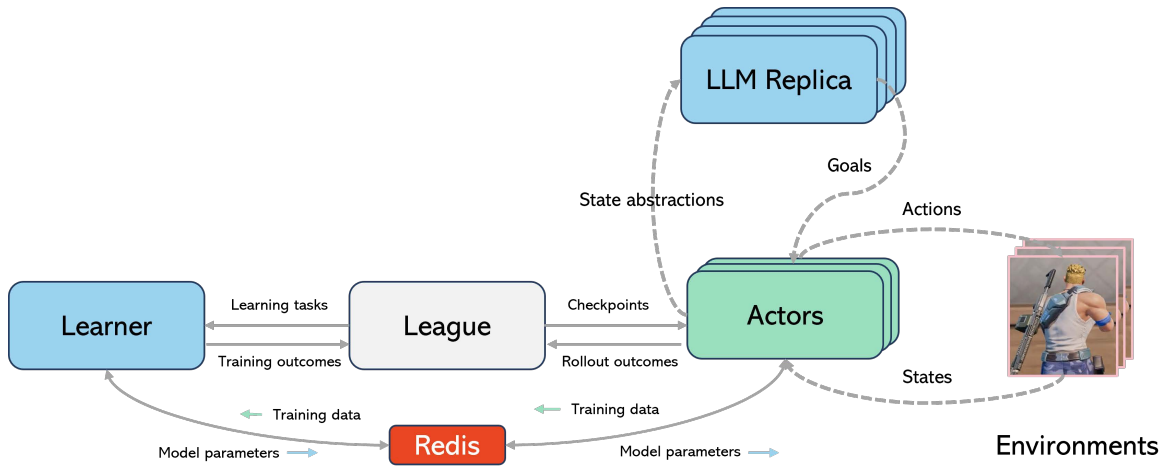 LLM Replica
Goals
State abstractions
Actions
Learner
Learning tasks
Training outcomes
League
Checkpoints
Rollout outcomes
Actors
States
Training data
Training data
Model parameters
Redis
Model parameters
Environments